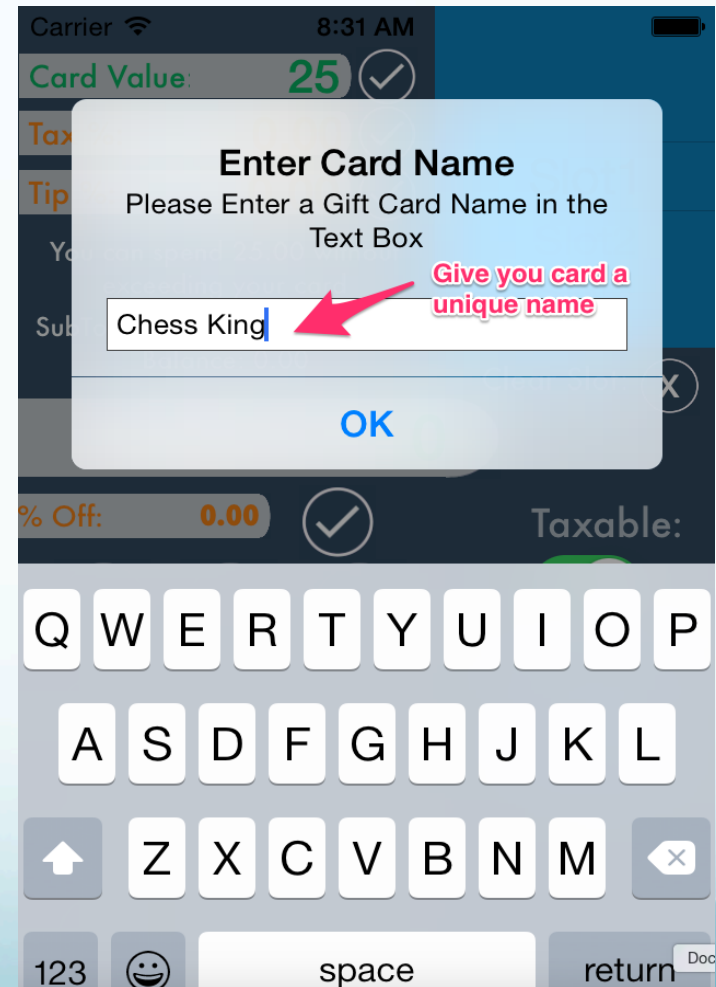 Carrier 8:31 AM
Card Value: 25
Tax
Tip
Enter Card Name
Please Enter a Gift Card Name in the
Text Box
Give you card a
unique name
Chess King
OK
X
% Off: 0.00
Taxable:
Q W E R T Y U I O P
A S D F G H J K L
Z X C V B N M
123 space return
Doc